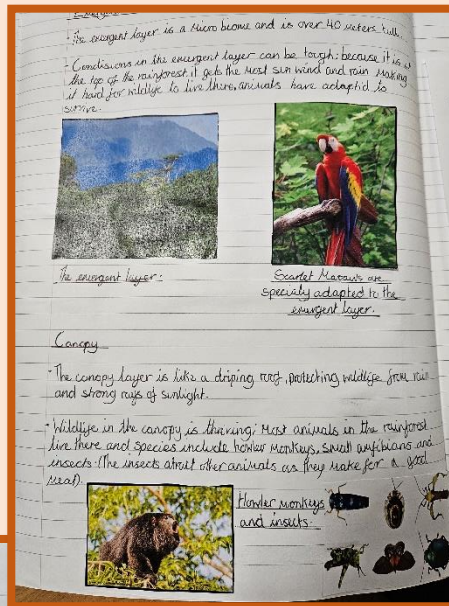 · The emergent layer is a Micro biome and is over 40 meters tall.
- Condisions in the emergent layer can be tough; because it is at
the top of the rainforest it gets the most sun wind and rain making
it hard for wildlife to live there, animals have adaptid to
survive.
The emergent layer.
Scarlet Macaws are
specialy adapted to the
emergent layer.
Canopy
· The canopy layer is like a driping roof, protecting wildlife from rain
and strong rays of sunlight.
· Wildlife in the canopy is thriving; Most animals in the rainforest
live there and species include howler monkeys, small amfibians and
insects. (The insects atract other animals as they make for a good
meal).
Howler monkeys
and insects.